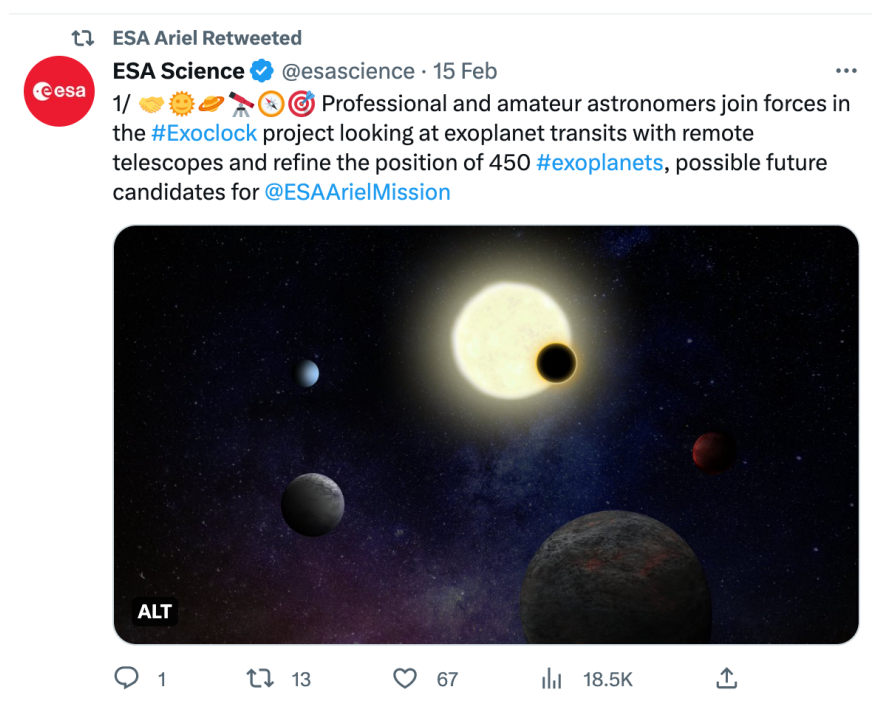 ESA Ariel Retweeted
esa
ESA Science @esascience · 15 Feb
1/ 🤝🌞🪐🔭🧭🎯 Professional and amateur astronomers join forces in
the #Exoclock project looking at exoplanet transits with remote
telescopes and refine the position of 450 #exoplanets, possible future
candidates for @ESAArielMission
ALT
1 13 67 18.5K